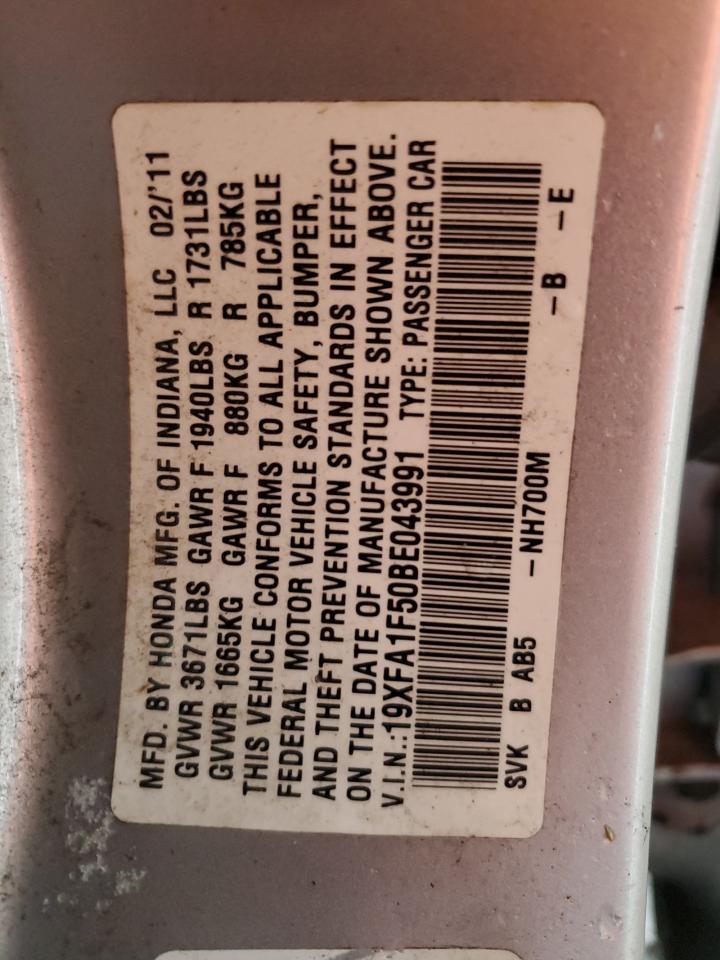 MFD. BY HONDA MFG. OF INDIANA, LLC 02/'11
GVWR 3671LBS GAWR F 1940LBS R 1731LBS
GVWR 1665KG GAWR F 880KG R 785KG
THIS VEHICLE CONFORMS TO ALL APPLICABLE
FEDERAL MOTOR VEHICLE SAFETY, BUMPER,
AND THEFT PREVENTION STANDARDS IN EFFECT
ON THE DATE OF MANUFACTURE SHOWN ABOVE.
V.I.N.:19XFA1F50BE043991 TYPE: PASSENGER CAR
SVK B AB5 -NH700M -B -E